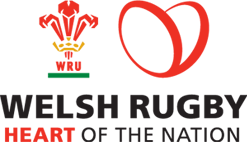 WRU
WELSH RUGBY
HEART OF THE NATION